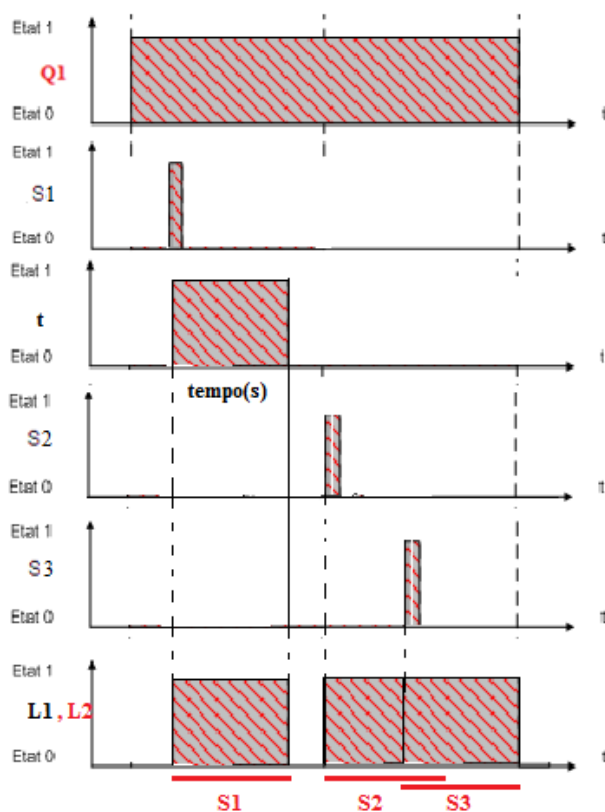 Etat 1
Q1
Etat 0
t
Etat 1
S1
Etat 0
t
Etat 1
t
Etat 0
t
tempo(s)
Etat 1
S2
Etat 0
t
Etat 1
S3
Etat 0
t
Etat 1
L1 , L2
Etat 0
t
S1
S2
S3